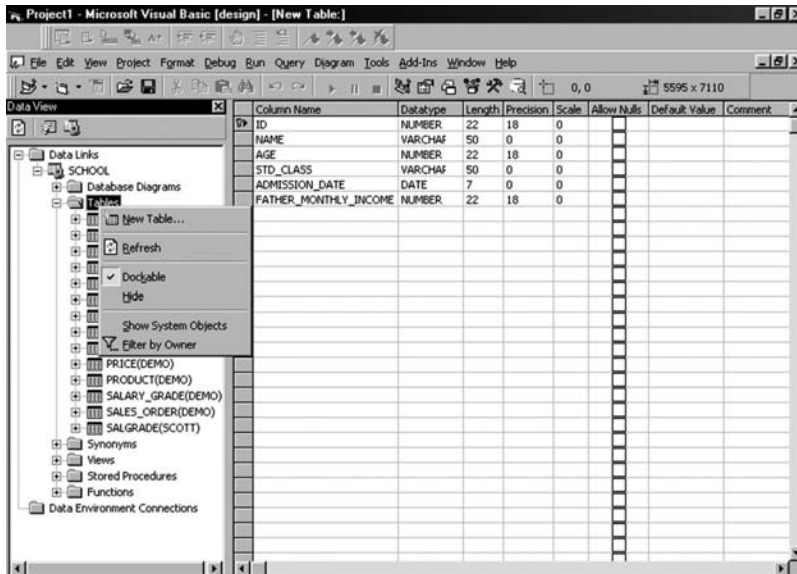 Project1 - Microsoft Visual Basic [design] - [New Table:]
File Edit View Project Format Debug Run Query Diagram Tools Add-Ins Window Help
0, 0 5595 x 7110
Data View
Data Links
SCHOOL
Database Diagrams
Tables
New Table...
Refresh
Dockable
Hide
Show System Objects
Filter by Owner
PRICE(DEMO)
PRODUCT(DEMO)
SALARY_GRADE(DEMO)
SALES_ORDER(DEMO)
SALGRADE(SCOTT)
Synonyms
Views
Stored Procedures
Functions
Data Environment Connections
Column Name Datatype Length Precision Scale Allow Nulls Default Value Comment
ID NUMBER 22 18 0
NAME VARCHAR 50 0 0
AGE NUMBER 22 18 0
STD_CLASS VARCHAR 50 0 0
ADMISSION_DATE DATE 7 0 0
FATHER_MONTHLY_INCOME NUMBER 22 18 0